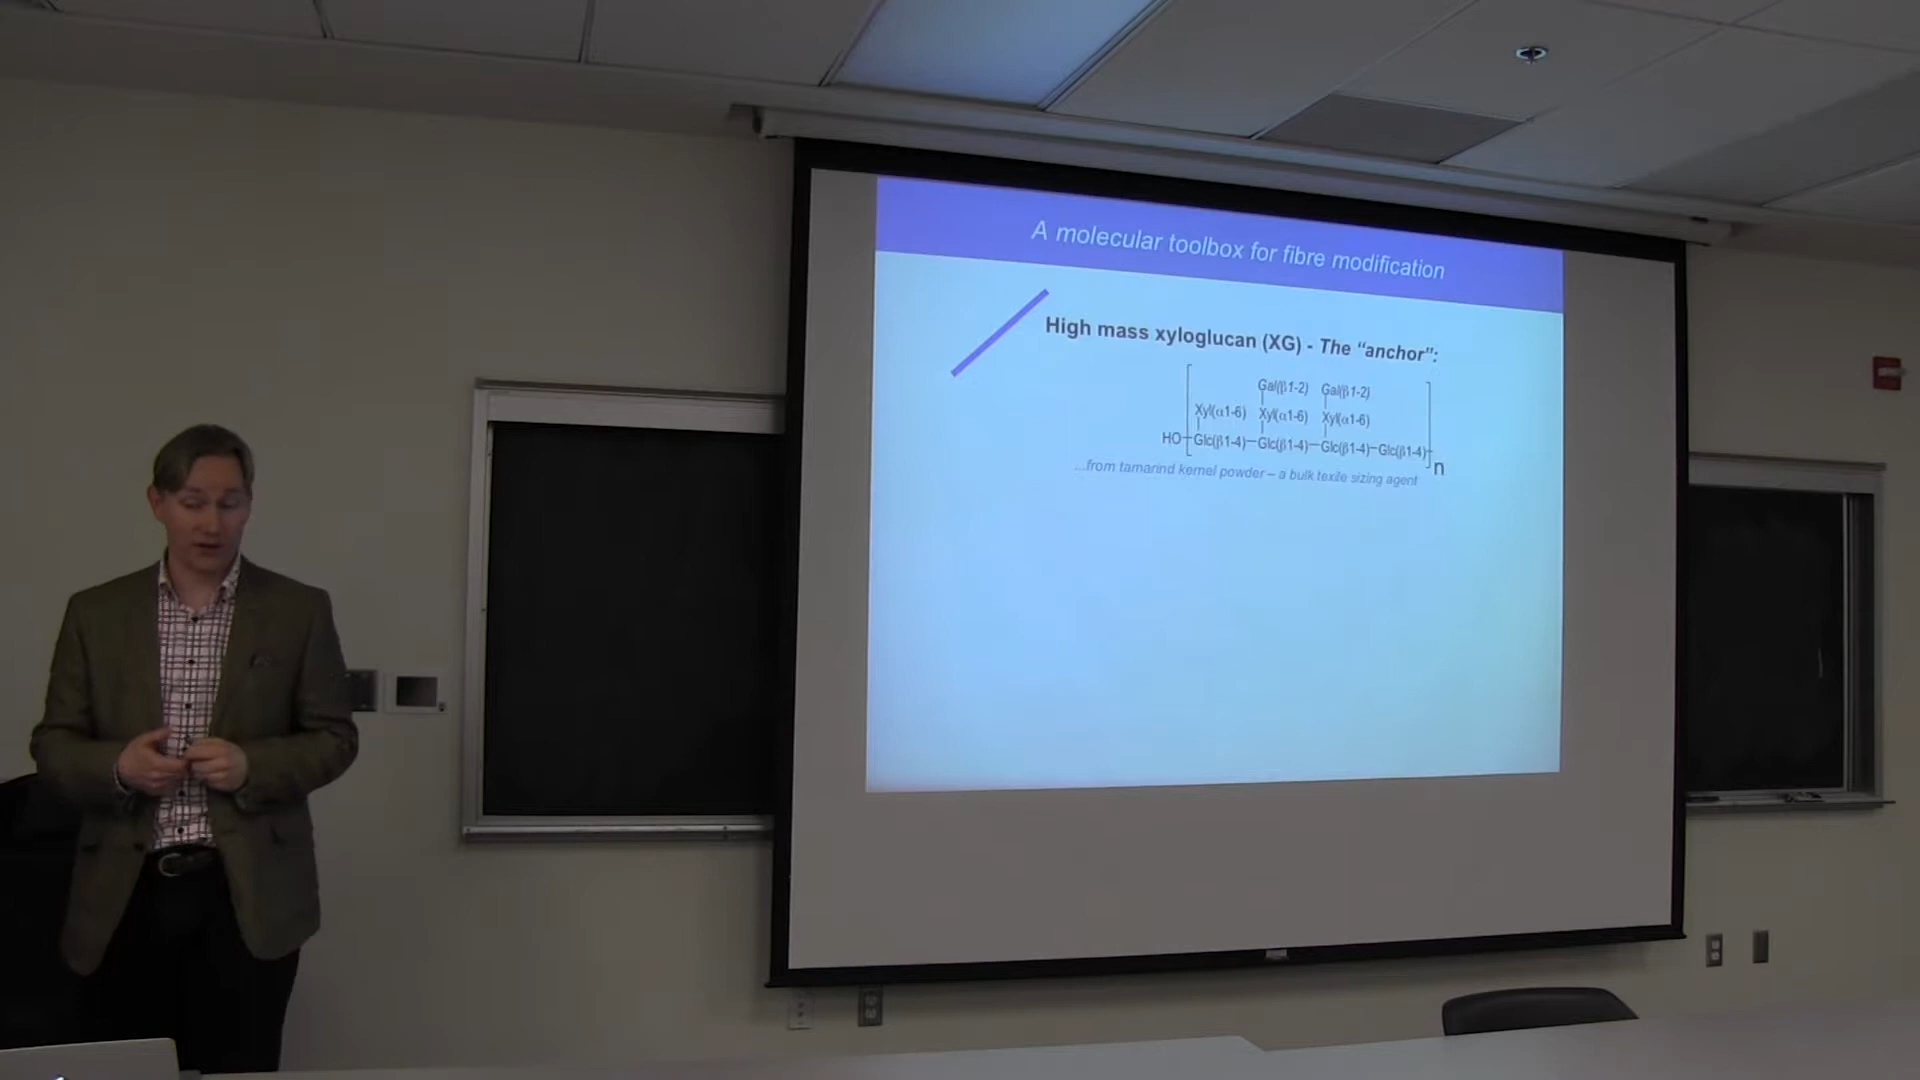 A molecular toolbox for fibre modification
High mass xyloglucan (XG) - The “anchor”:
Gal(β1-2) Gal(β1-2)
Xyl(α1-6) Xyl(α1-6) Xyl(α1-6)
HO Glc(β1-4) Glc(β1-4) Glc(β1-4) Glc(β1-4) n
...from tamarind kernel powder – a bulk texile sizing agent